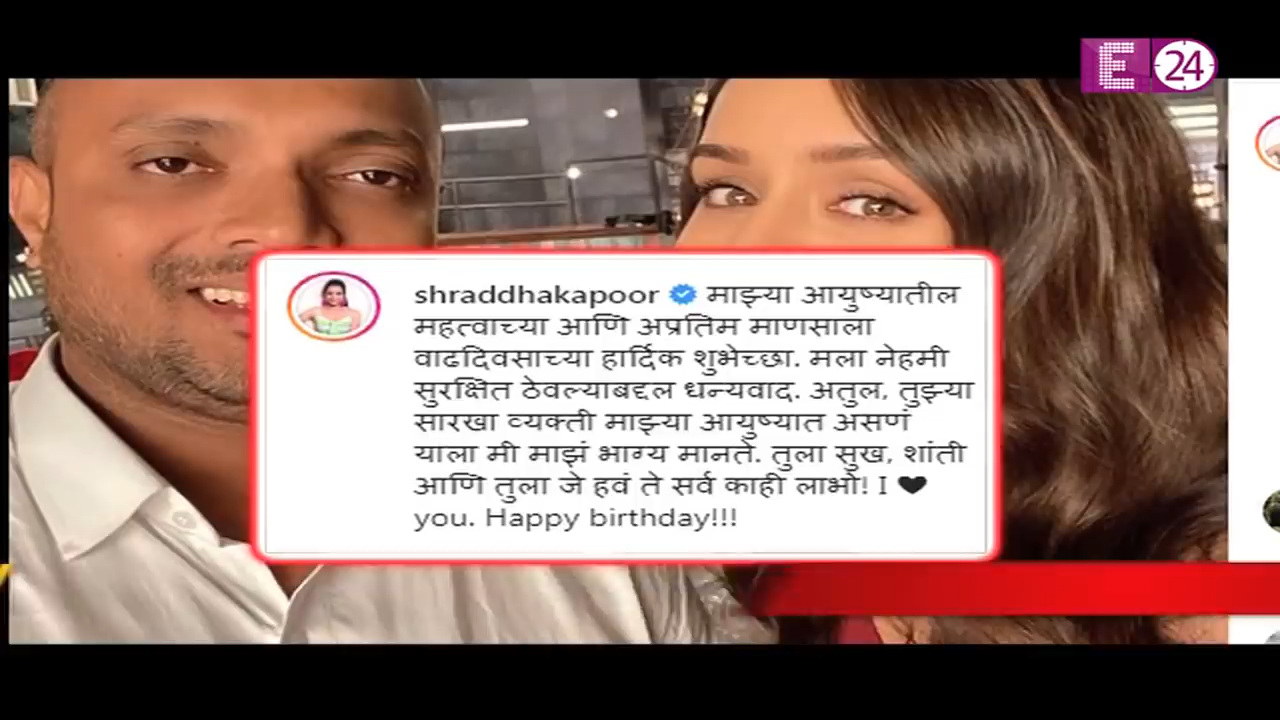 E 24
shraddhakapoor माझ्या आयुष्यातील
महत्वाच्या आणि अप्रतिम माणसाला
वाढदिवसाच्या हार्दिक शुभेच्छा. मला नेहमी
सुरक्षित ठेवल्याबद्दल धन्यवाद. अतुल, तुझ्या
सारखा व्यक्ती माझ्या आयुष्यात असणं
याला मी माझं भाग्य मानते. तुला सुख, शांती
आणि तुला जे हवं ते सर्व काही लाभो! I ❤
you. Happy birthday!!!